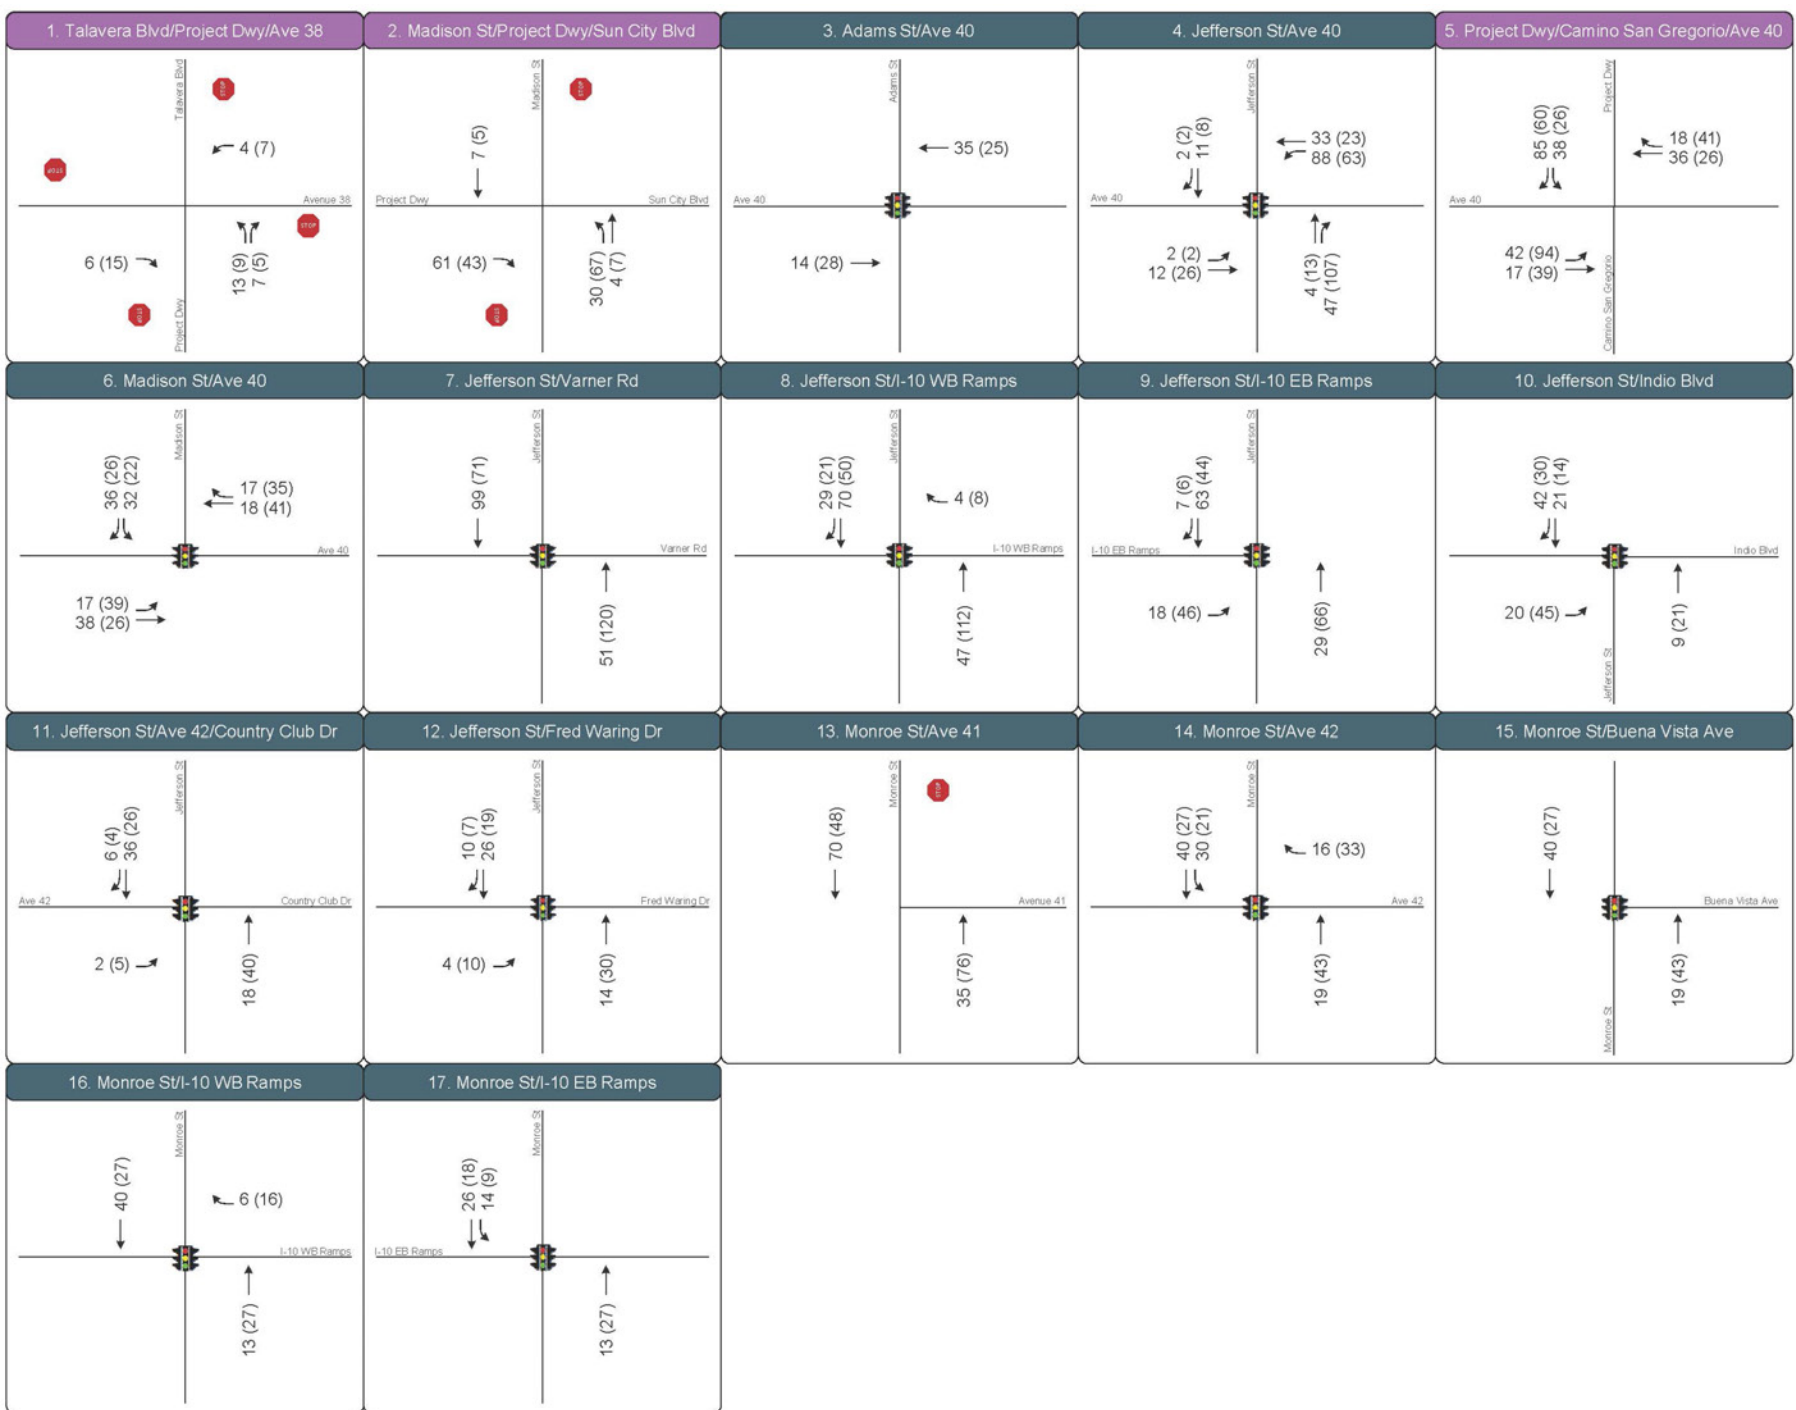 1. Talavera Blvd/Project Dwy/Ave 38
Talavera Blvd
STOP
4 (7)
STOP
Avenue 38
STOP
6 (15)
13 (9)
7 (5)
STOP
Project Dwy
2. Madison St/Project Dwy/Sun City Blvd
Madison St
STOP
7 (5)
Project Dwy
Sun City Blvd
61 (43)
30 (67)
4 (7)
STOP
3. Adams St/Ave 40
Adams St
35 (25)
Ave 40
14 (28)
4. Jefferson St/Ave 40
Jefferson St
2 (2)
11 (8)
33 (23)
88 (63)
Ave 40
2 (2)
12 (26)
4 (13)
47 (107)
5. Project Dwy/Camino San Gregorio/Ave 40
Project Dwy
85 (60)
38 (26)
18 (41)
36 (26)
Ave 40
42 (94)
17 (39)
Camino San Gregorio
6. Madison St/Ave 40
Madison St
36 (26)
32 (22)
17 (35)
18 (41)
Ave 40
17 (39)
38 (26)
7. Jefferson St/Varner Rd
Jefferson St
99 (71)
Varner Rd
51 (120)
8. Jefferson St/I-10 WB Ramps
Jefferson St
29 (21)
70 (50)
4 (8)
I-10 WB Ramps
47 (112)
9. Jefferson St/I-10 EB Ramps
Jefferson St
7 (6)
63 (44)
I-10 EB Ramps
18 (46)
29 (66)
10. Jefferson St/Indio Blvd
42 (30)
21 (14)
Indio Blvd
20 (45)
9 (21)
Jefferson St
11. Jefferson St/Ave 42/Country Club Dr
Jefferson St
6 (4)
36 (26)
Ave 42
Country Club Dr
2 (5)
18 (40)
12. Jefferson St/Fred Waring Dr
Jefferson St
10 (7)
26 (19)
Fred Waring Dr
4 (10)
14 (30)
13. Monroe St/Ave 41
Monroe St
STOP
70 (48)
Avenue 41
35 (76)
14. Monroe St/Ave 42
Monroe St
40 (27)
30 (21)
16 (33)
Ave 42
19 (43)
15. Monroe St/Buena Vista Ave
40 (27)
Buena Vista Ave
19 (43)
Monroe St
16. Monroe St/I-10 WB Ramps
Monroe St
40 (27)
6 (16)
I-10 WB Ramps
13 (27)
17. Monroe St/I-10 EB Ramps
Monroe St
26 (18)
14 (9)
I-10 EB Ramps
13 (27)